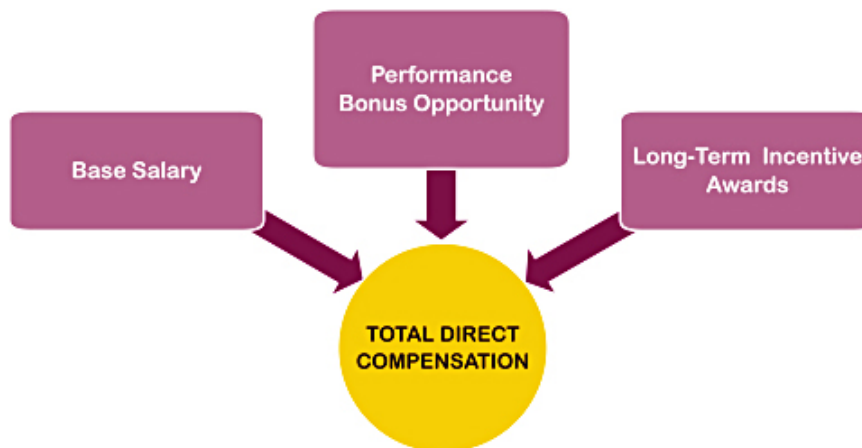 Performance
Bonus Opportunity
Base Salary
Long-Term Incentive
Awards
TOTAL DIRECT
COMPENSATION